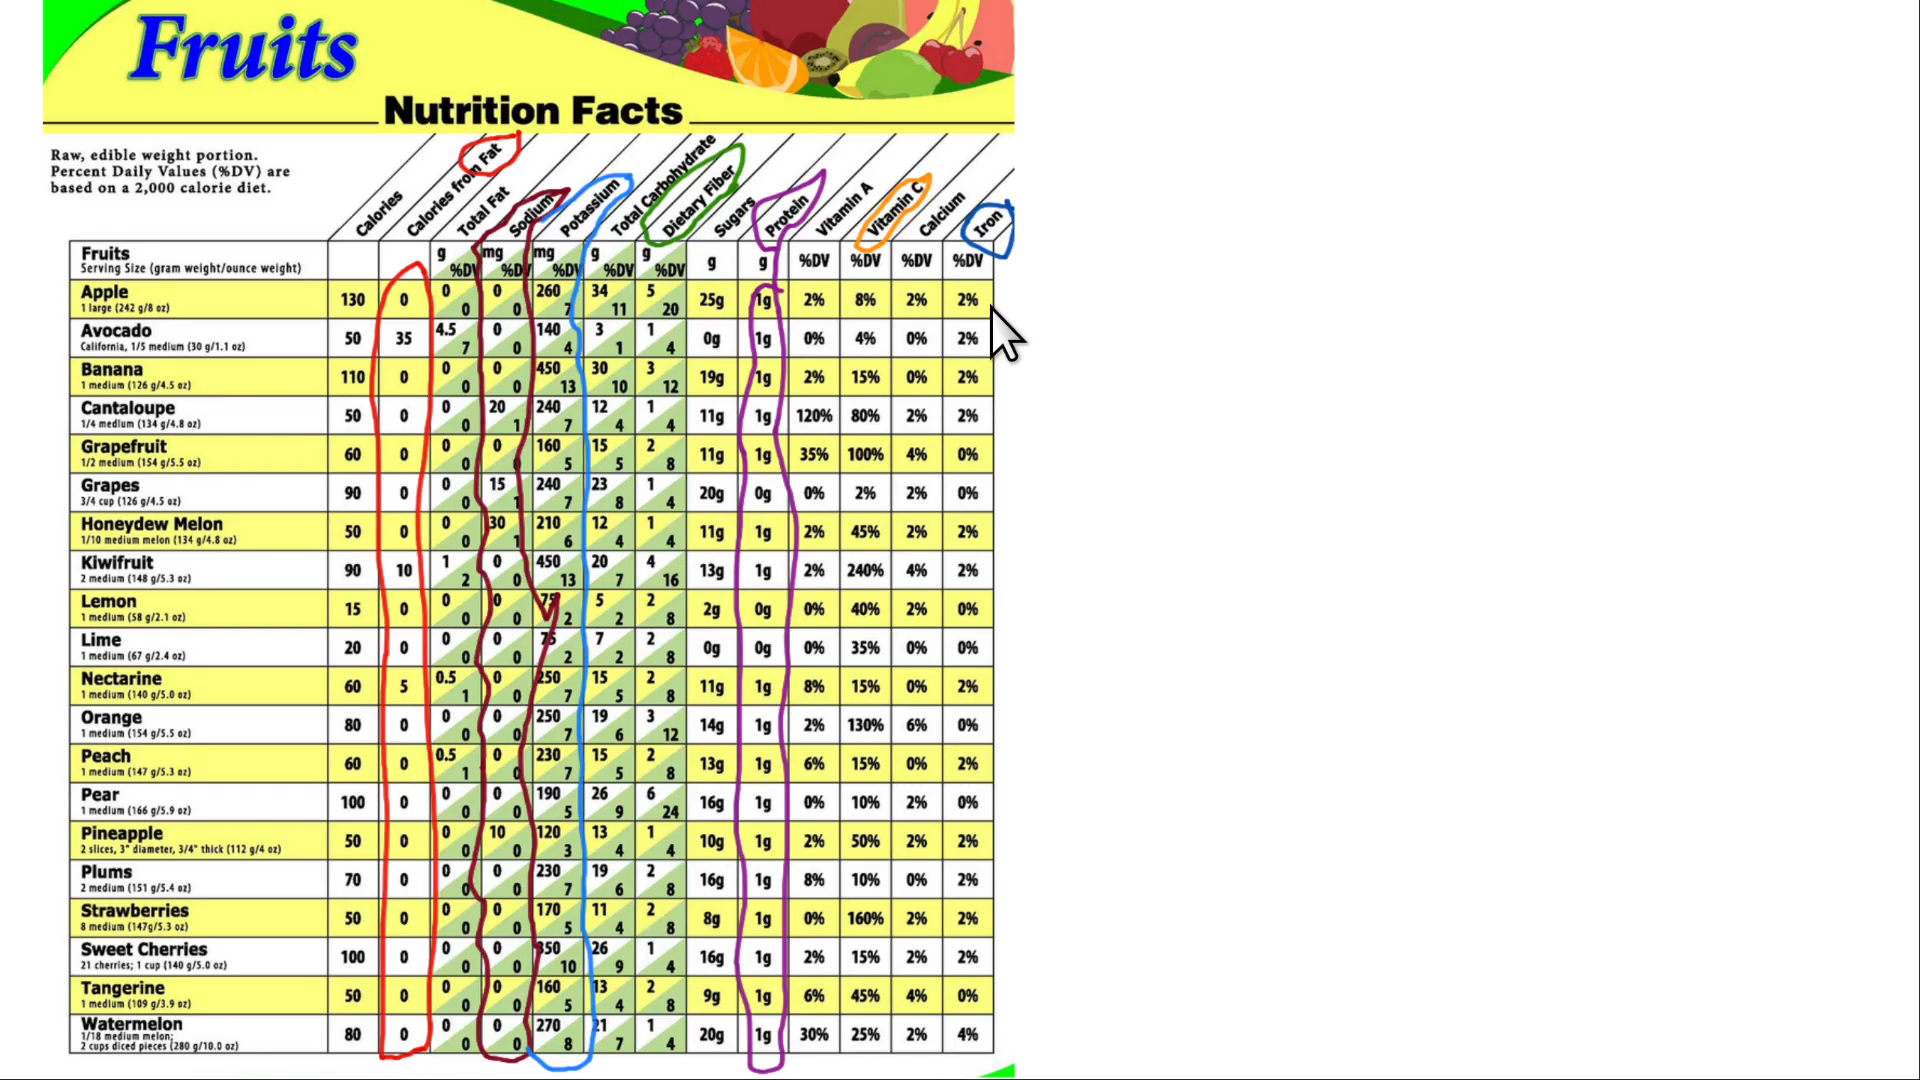 Fruits
Nutrition Facts
Raw, edible weight portion.
Percent Daily Values (%DV) are
based on a 2,000 calorie diet.
Calories
Calories from Fat
Total Fat
Sodium
Potassium
Total Carbohydrate
Dietary Fiber
Sugars
Protein
Vitamin A
Vitamin C
Calcium
Iron
Fruits g mg mg g g
Serving Size (gram weight/ounce weight) %DV %DV %DV %DV %DV g g %DV %DV %DV %DV
Apple 0 0 260 34 5
1 large (242 g/8 oz) 130 0 0 0 7 11 20 25g 1g 2% 8% 2% 2%
Avocado 4.5 0 140 3 1
California, 1/5 medium (30 g/1.1 oz) 50 35 7 0 4 1 4 0g 1g 0% 4% 0% 2%
Banana 0 0 450 30 3
1 medium (126 g/4.5 oz) 110 0 0 0 13 10 12 19g 1g 2% 15% 0% 2%
Cantaloupe 0 20 240 12 1
1/4 medium (134 g/4.8 oz) 50 0 0 1 7 4 4 11g 1g 120% 80% 2% 2%
Grapefruit 0 0 160 15 2
1/2 medium (154 g/5.5 oz) 60 0 0 0 5 5 8 11g 1g 35% 100% 4% 0%
Grapes 0 15 240 23 1
3/4 cup (126 g/4.5 oz) 90 0 0 1 7 8 4 20g 0g 0% 2% 2% 0%
Honeydew Melon 0 30 210 12 1
1/10 medium melon (134 g/4.8 oz) 50 0 0 1 6 4 4 11g 1g 2% 45% 2% 2%
Kiwifruit 1 0 450 20 4
2 medium (148 g/5.3 oz) 90 10 2 0 13 7 16 13g 1g 2% 240% 4% 2%
Lemon 0 0 75 5 2
1 medium (58 g/2.1 oz) 15 0 0 0 2 2 8 2g 0g 0% 40% 2% 0%
Lime 0 0 75 7 2
1 medium (67 g/2.4 oz) 20 0 0 0 2 2 8 0g 0g 0% 35% 0% 0%
Nectarine 0.5 0 250 15 2
1 medium (140 g/5.0 oz) 60 5 1 0 7 5 8 11g 1g 8% 15% 0% 2%
Orange 0 0 250 19 3
1 medium (154 g/5.5 oz) 80 0 0 0 7 6 12 14g 1g 2% 130% 6% 0%
Peach 0.5 0 230 15 2
1 medium (147 g/5.3 oz) 60 0 1 0 7 5 8 13g 1g 6% 15% 0% 2%
Pear 0 0 190 26 6
1 medium (166 g/5.9 oz) 100 0 0 0 5 9 24 16g 1g 0% 10% 2% 0%
Pineapple 0 10 120 13 1
2 slices, 3" diameter, 3/4" thick (112 g/4 oz) 50 0 0 0 3 4 4 10g 1g 2% 50% 2% 2%
Plums 0 0 230 19 2
2 medium (151 g/5.4 oz) 70 0 0 0 7 6 8 16g 1g 8% 10% 0% 2%
Strawberries 0 0 170 11 2
8 medium (147g/5.3 oz) 50 0 0 0 5 4 8 8g 1g 0% 160% 2% 2%
Sweet Cherries 0 0 350 26 1
21 cherries; 1 cup (140 g/5.0 oz) 100 0 0 0 10 9 4 16g 1g 2% 15% 2% 2%
Tangerine 0 0 160 13 2
1 medium (109 g/3.9 oz) 50 0 0 0 5 4 8 9g 1g 6% 45% 4% 0%
Watermelon 0 0 270 21 1
1/18 medium melon;
2 cups diced pieces (280 g/10.0 oz) 80 0 0 0 8 7 4 20g 1g 30% 25% 2% 4%